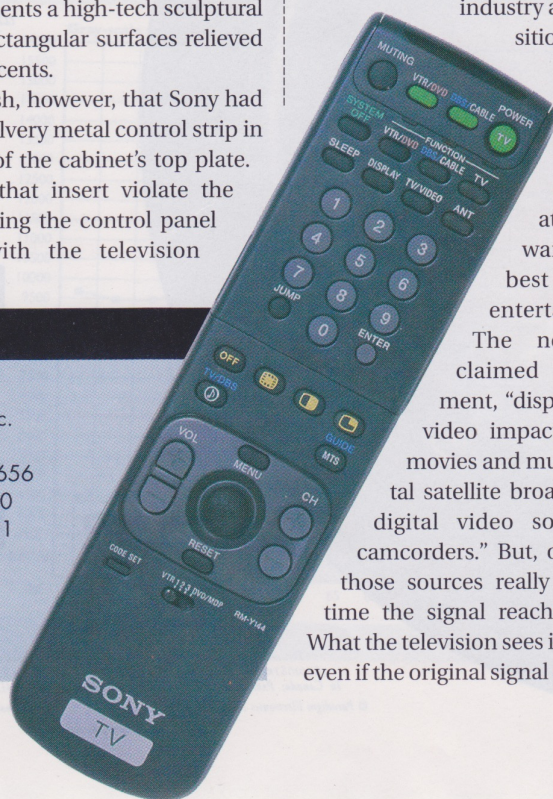 ents a high-tech sculptural
ctangular surfaces relieved
cents.
sh, however, that Sony had
lvery metal control strip in
of the cabinet's top plate.
that insert violate the
ing the control panel
vith the television
c.
656
0
1
industry a
sitio
at
wa
best
entert
The ne
claimed
ment, “disp
video impac
movies and mu
tal satellite broa
digital video so
camcorders.” But, o
those sources really
time the signal reach
What the television sees i
even if the original signal
MUTING
VTR/DVD DBS/CABLE POWER
TV
SYSTEM OFF
FUNCTION
VTR/DVD DBS/CABLE TV
SLEEP DISPLAY TV/VIDEO ANT
1 2 3
4 5 6
7 8 9
JUMP 0 ENTER
OFF
TV/DBS
GUIDE
MTS
VOL MENU CH
RESET
CODE SET
VTR 1 2 3 DVD/MDP
RM-Y144
SONY
TV